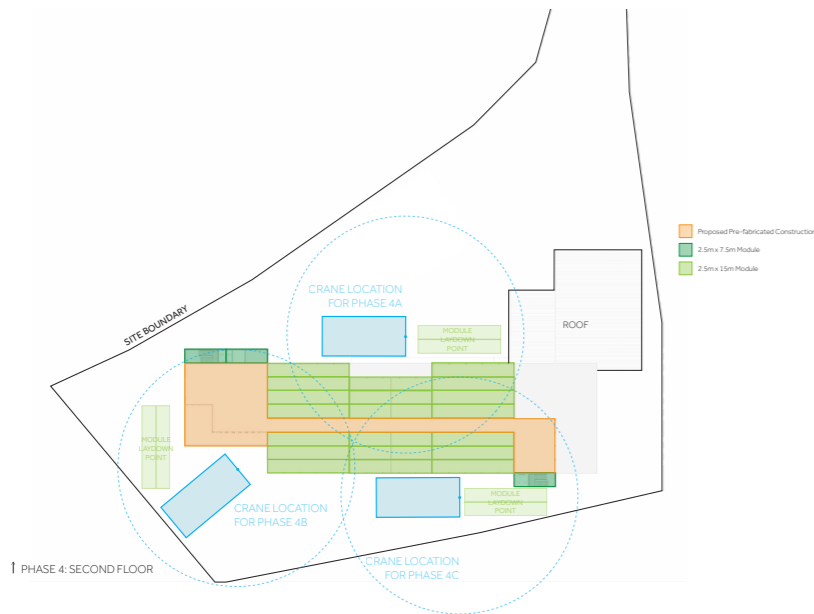 CRANE LOCATION
FOR PHASE 4A
MODULE
LAYDOWN
POINT
ROOF
Proposed Pre-fabricated Construction
2.5m x 7.5m Module
2.5m x 15m Module
SITE BOUNDARY
MODULE
LAYDOWN
POINT
CRANE LOCATION
FOR PHASE 4B
MODULE
LAYDOWN
POINT
CRANE LOCATION
FOR PHASE 4C
↑ PHASE 4: SECOND FLOOR